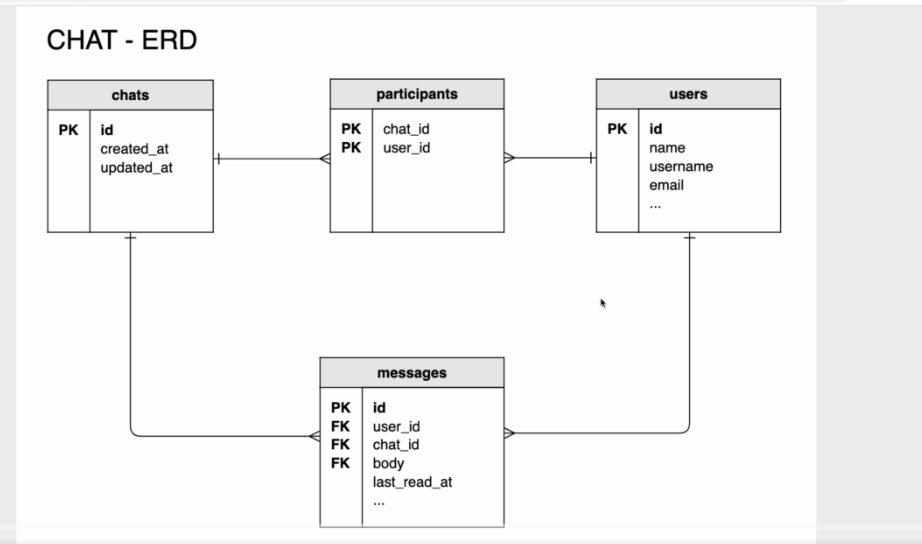 CHAT - ERD
chats
PK id
created_at
updated_at
participants
PK chat_id
PK user_id
users
PK id
name
username
email
...
messages
PK id
FK user_id
FK chat_id
FK body
last_read_at
...